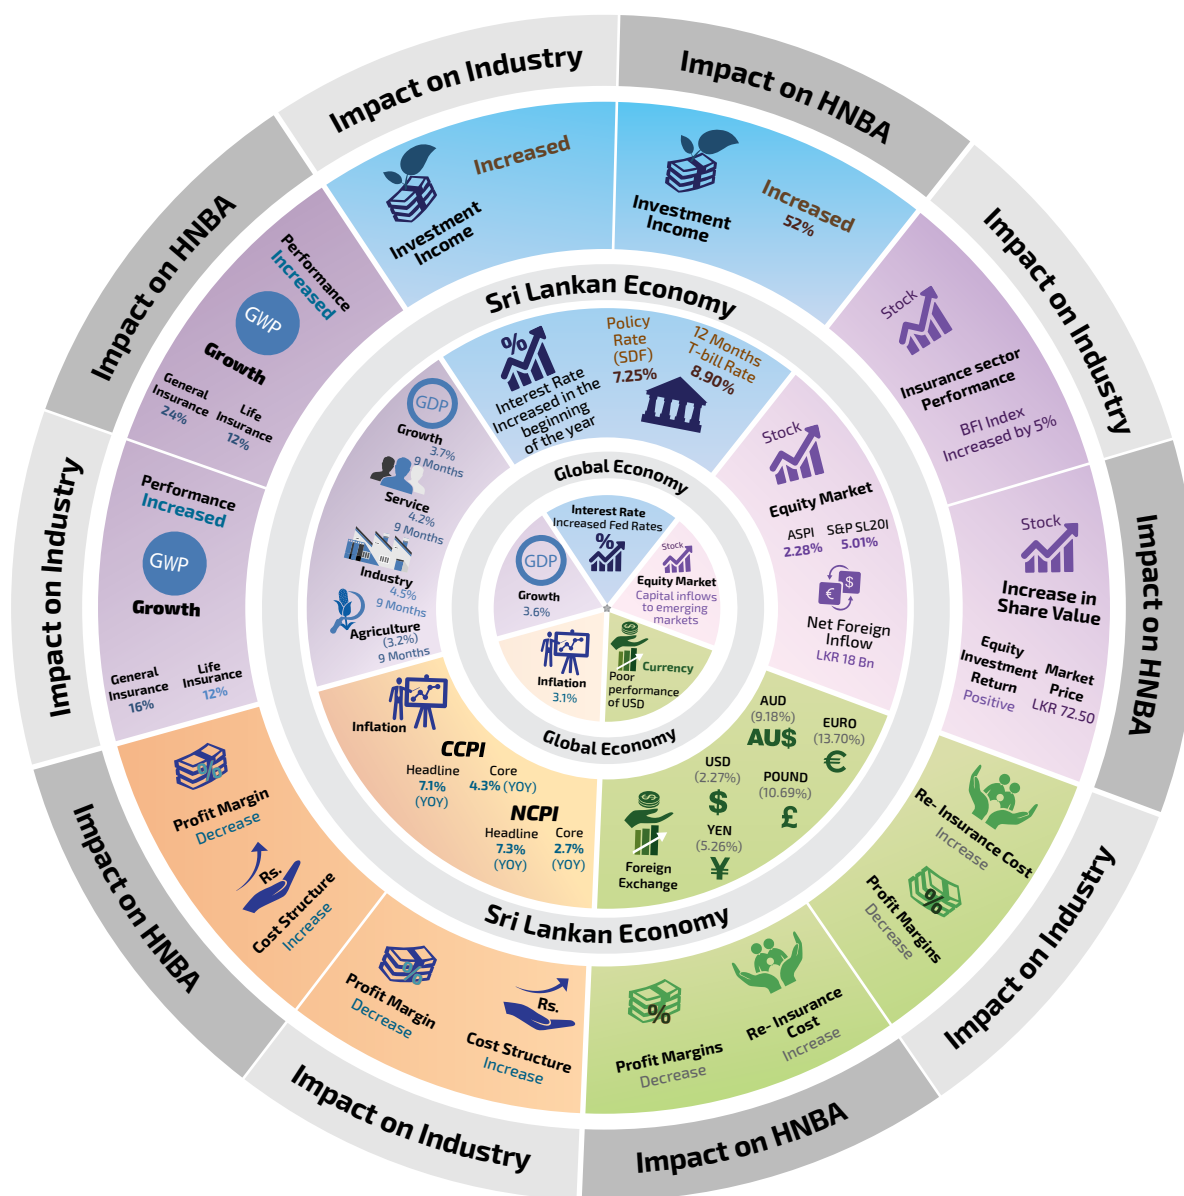 Impact on Industry
Investment
Income
Increased
Impact on HNBA
Investment
Income
Increased
52%
Impact on Industry
Stock
Insurance sector
Performance
BFI Index
Increased by 5%
Impact on HNBA
Stock
Increase in
Share Value
Equity
Investment
Return
Positive
Market
Price
LKR 72.50
Impact on Industry
Re- Insurance Cost
Increase
%
Profit Margins
Decrease
Impact on HNBA
%
Profit Margins
Decrease
Re- Insurance
Cost
Increase
Impact on Industry
%
Profit Margin
Decrease
Rs.
Cost Structure
Increase
Impact on HNBA
%
Profit Margin
Decrease
Rs.
Cost Structure
Increase
Impact on Industry
Performance
Increased
GWP
Growth
General
Insurance
16%
Life
Insurance
12%
Impact on HNBA
Performance
Increased
GWP
Growth
General
Insurance
24%
Life
Insurance
12%
Sri Lankan Economy
%
Interest Rate
Increased in the
beginning
of the year
Policy
Rate
(SDF)
7.25%
12 Months
T-bill Rate
8.90%
Stock
Equity Market
ASPI
2.28%
S&P SL20I
5.01%
€
$
Net Foreign
Inflow
LKR 18 Bn
AUD
(9.18%)
AU$
EURO
(13.70%)
€
USD
(2.27%)
$
POUND
(10.69%)
£
YEN
(5.26%)
¥
$
Foreign
Exchange
Inflation
CCPI
Headline
7.1%
(YOY)
Core
4.3% (YOY)
NCPI
Headline
7.3%
(YOY)
Core
2.7%
(YOY)
GDP
Growth
3.7%
9 Months
Service
4.2%
9 Months
Industry
4.5%
9 Months
Agriculture
(3.2%)
9 Months
Sri Lankan Economy
Global Economy
Interest Rate
Increased Fed Rates
%
Stock
Equity Market
Capital inflows
to emerging
markets
$
Currency
Poor
performance
of USD
Inflation
3.1%
GDP
Growth
3.6%
Global Economy